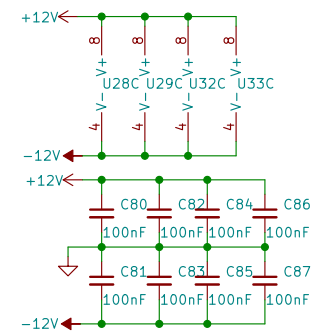 +12V
8 8 8 8
V+ V+ V+ V+
U28C U29C U32C U33C
V- V- V- V-
4 4 4 4
-12V
+12V
C80 C82 C84 C86
100nF 100nF 100nF 100nF
C81 C83 C85 C87
100nF 100nF 100nF 100nF
-12V